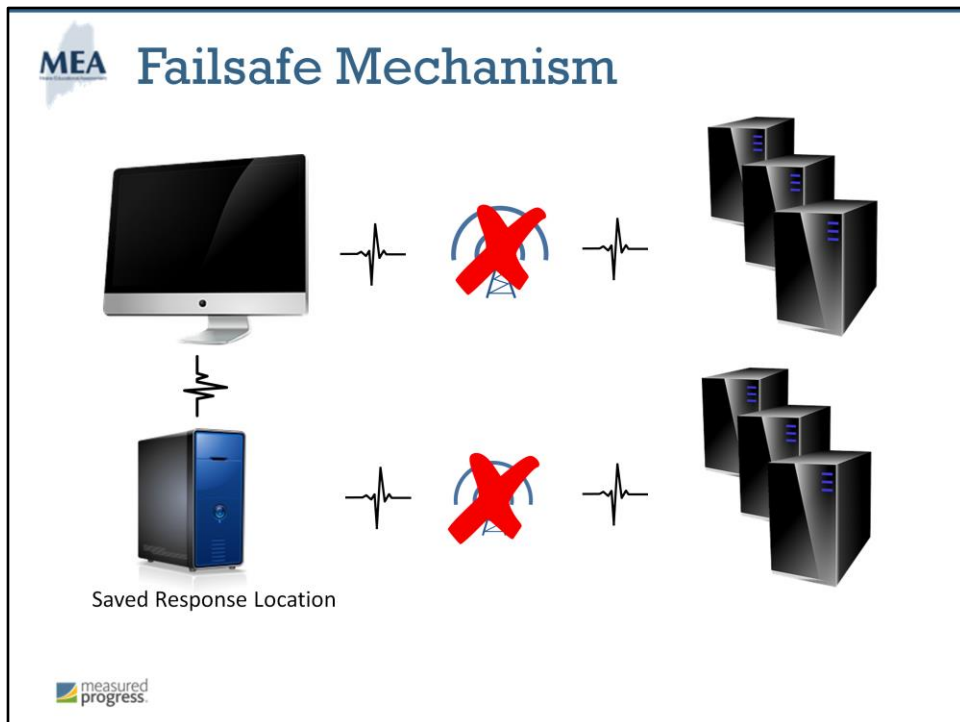 MEA
Failsafe Mechanism
Saved Response Location
measured
progress.